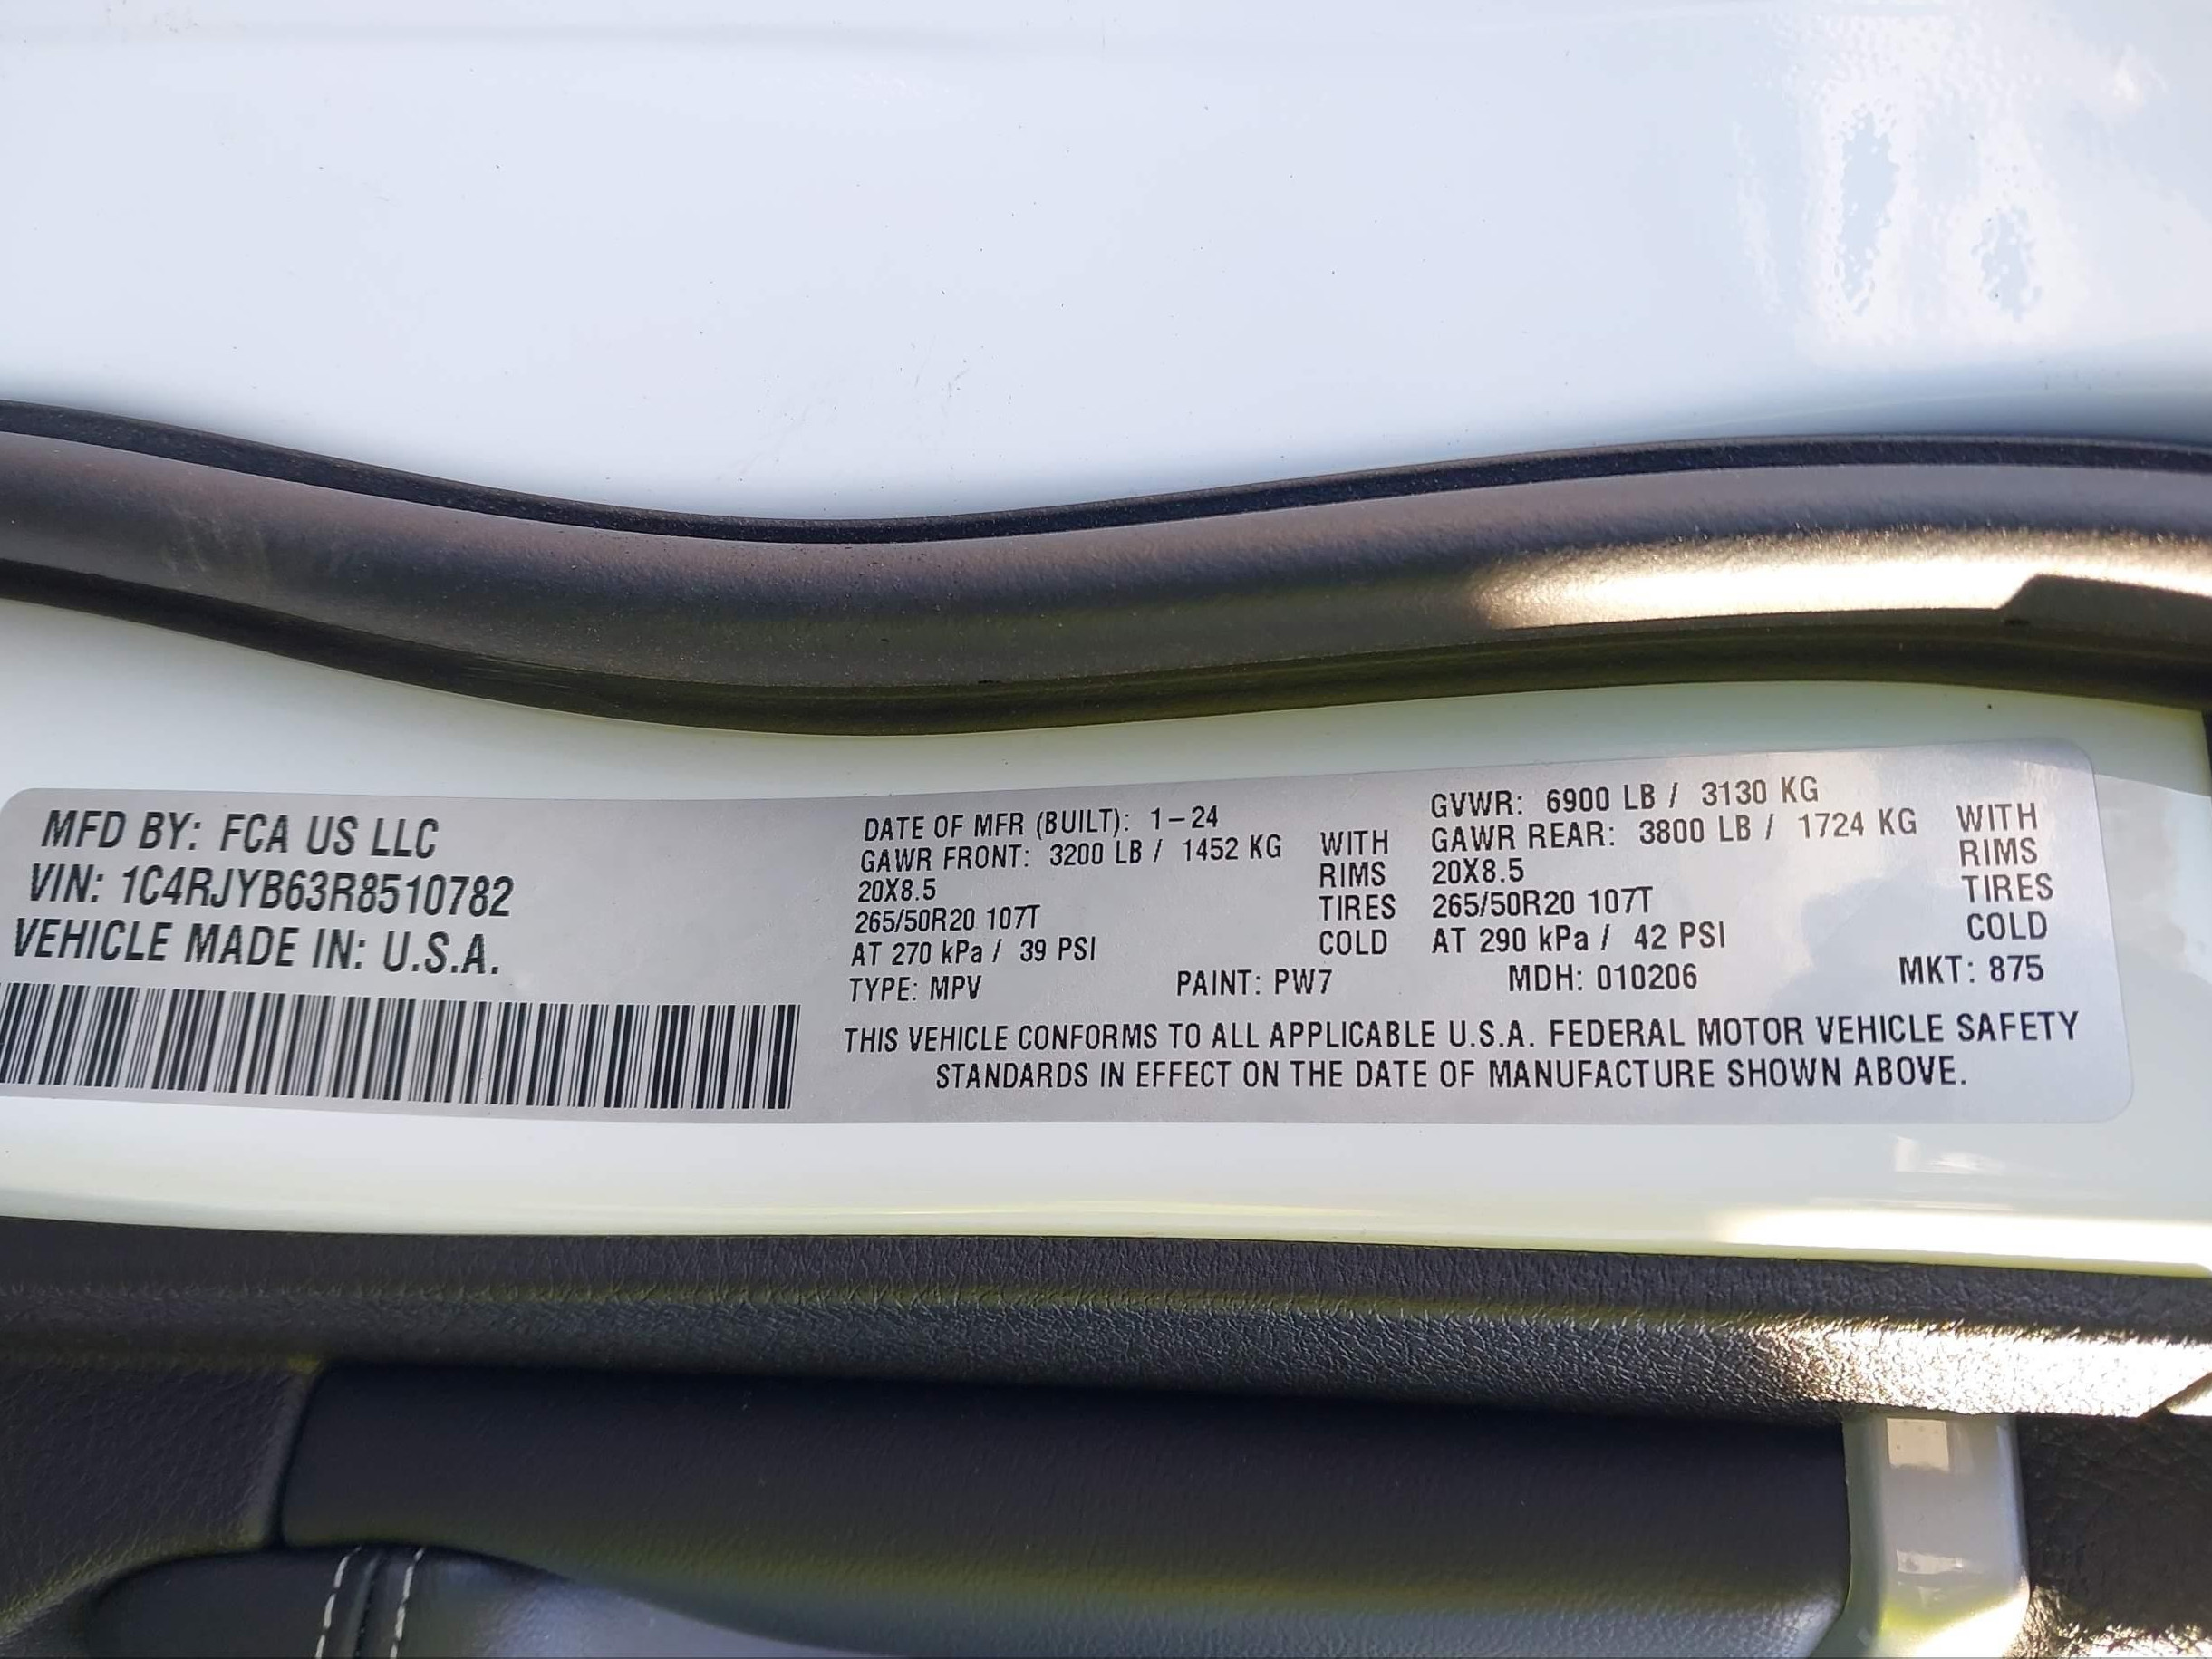 MFD BY: FCA US LLC
VIN: 1C4RJYB63R8510782
VEHICLE MADE IN: U.S.A.
DATE OF MFR (BUILT): 1-24 GVWR: 6900 LB / 3130 KG
GAWR FRONT: 3200 LB / 1452 KG WITH GAWR REAR: 3800 LB / 1724 KG WITH
20X8.5 RIMS 20X8.5 RIMS
265/50R20 107T TIRES 265/50R20 107T TIRES
AT 270 kPa / 39 PSI COLD AT 290 kPa / 42 PSI COLD
TYPE: MPV PAINT: PW7 MDH: 010206 MKT: 875
THIS VEHICLE CONFORMS TO ALL APPLICABLE U.S.A. FEDERAL MOTOR VEHICLE SAFETY
STANDARDS IN EFFECT ON THE DATE OF MANUFACTURE SHOWN ABOVE.